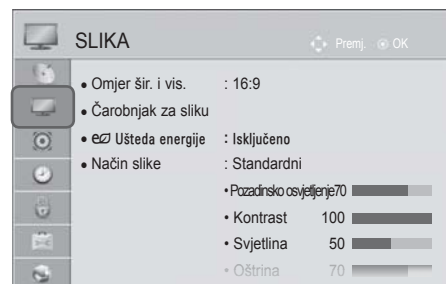 SLIKA
Premj. OK
• Omjer šir. i vis. : 16:9
• Čarobnjak za sliku
• Ušteda energije : Isključeno
• Način slike : Standardni
• Pozadinsko osvjetljenje 70
• Kontrast 100
• Svjetlina 50
• Oštrina 70